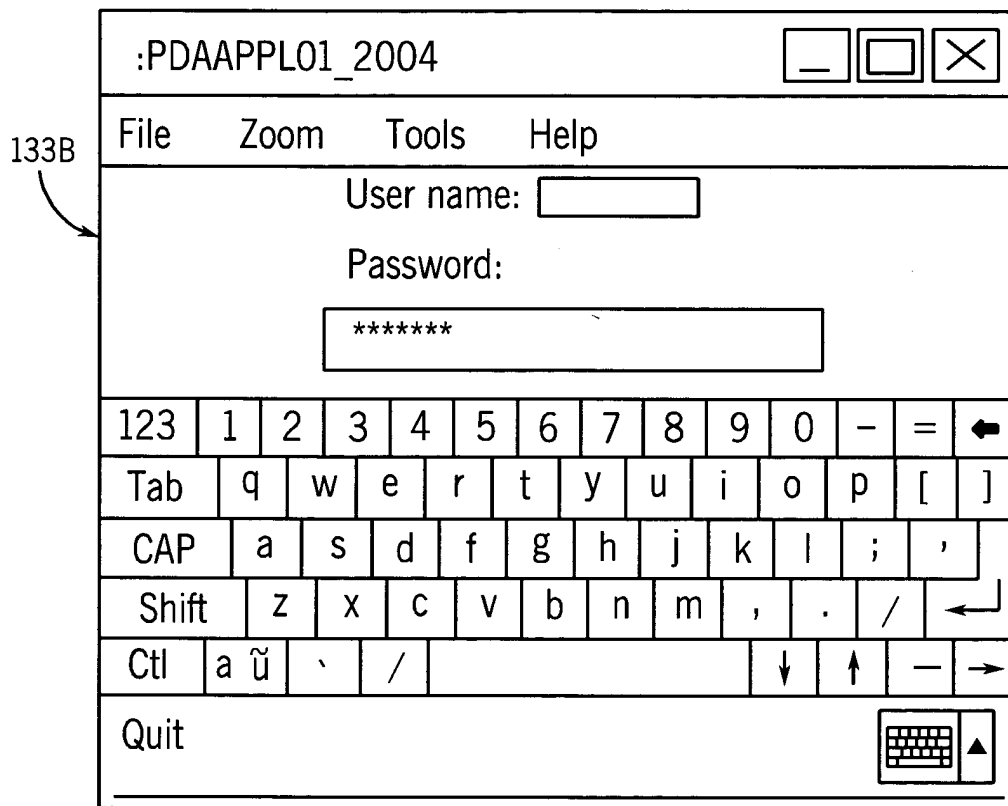 :PDAAPPL01_2004
File Zoom Tools Help
133B
User name:
Password:
*******
123 1 2 3 4 5 6 7 8 9 0 - =
Tab q w e r t y u i o p [ ]
CAP a s d f g h j k l ; ,
Shift z x c v b n m , . /
Ctl a ũ ` /
Quit